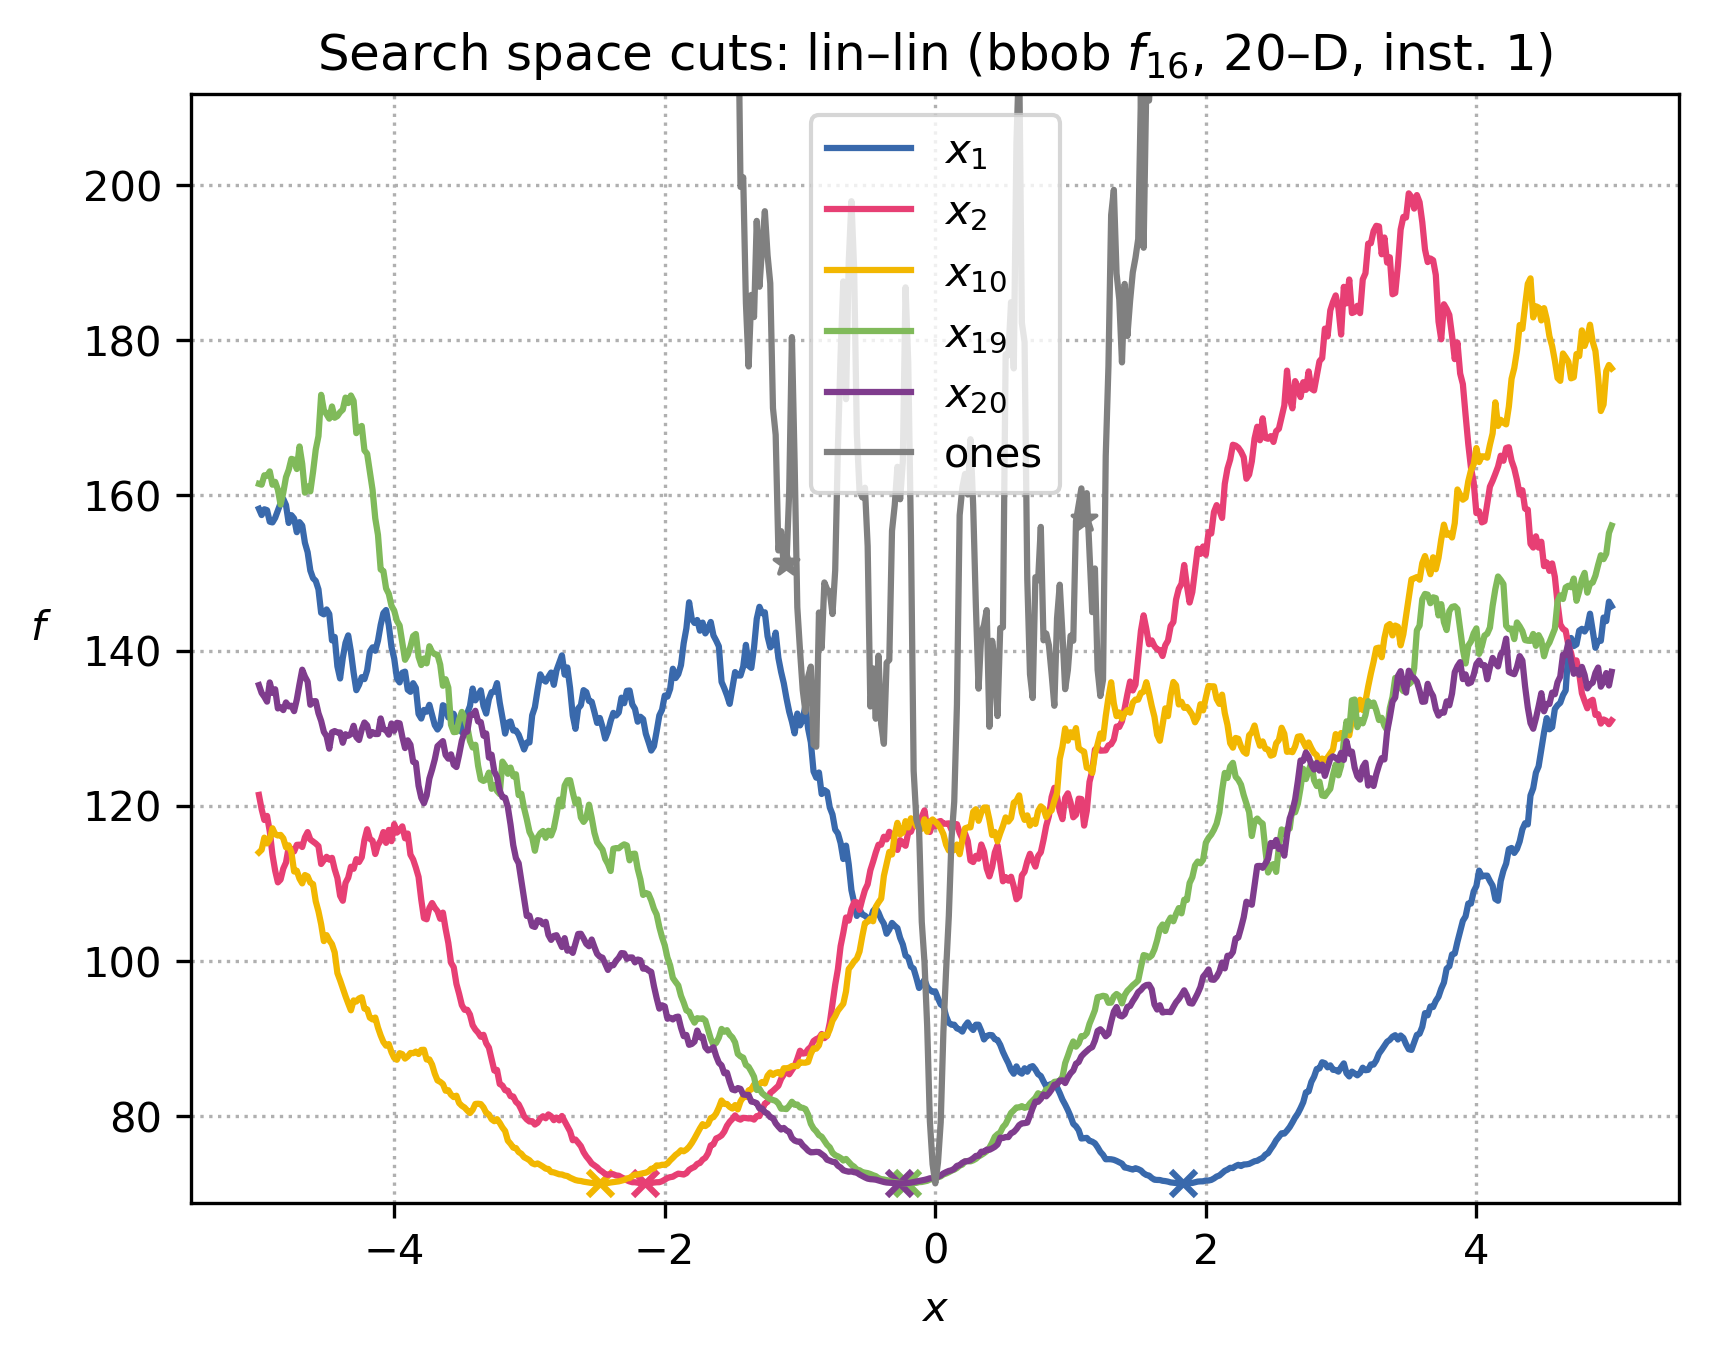 Search space cuts: lin–lin (bbob f₁₆, 20–D, inst. 1)
200
180
160
140
120
100
80
f
x₁
x₂
x₁₀
x₁₉
x₂₀
ones
−4
−2
0
2
4
x